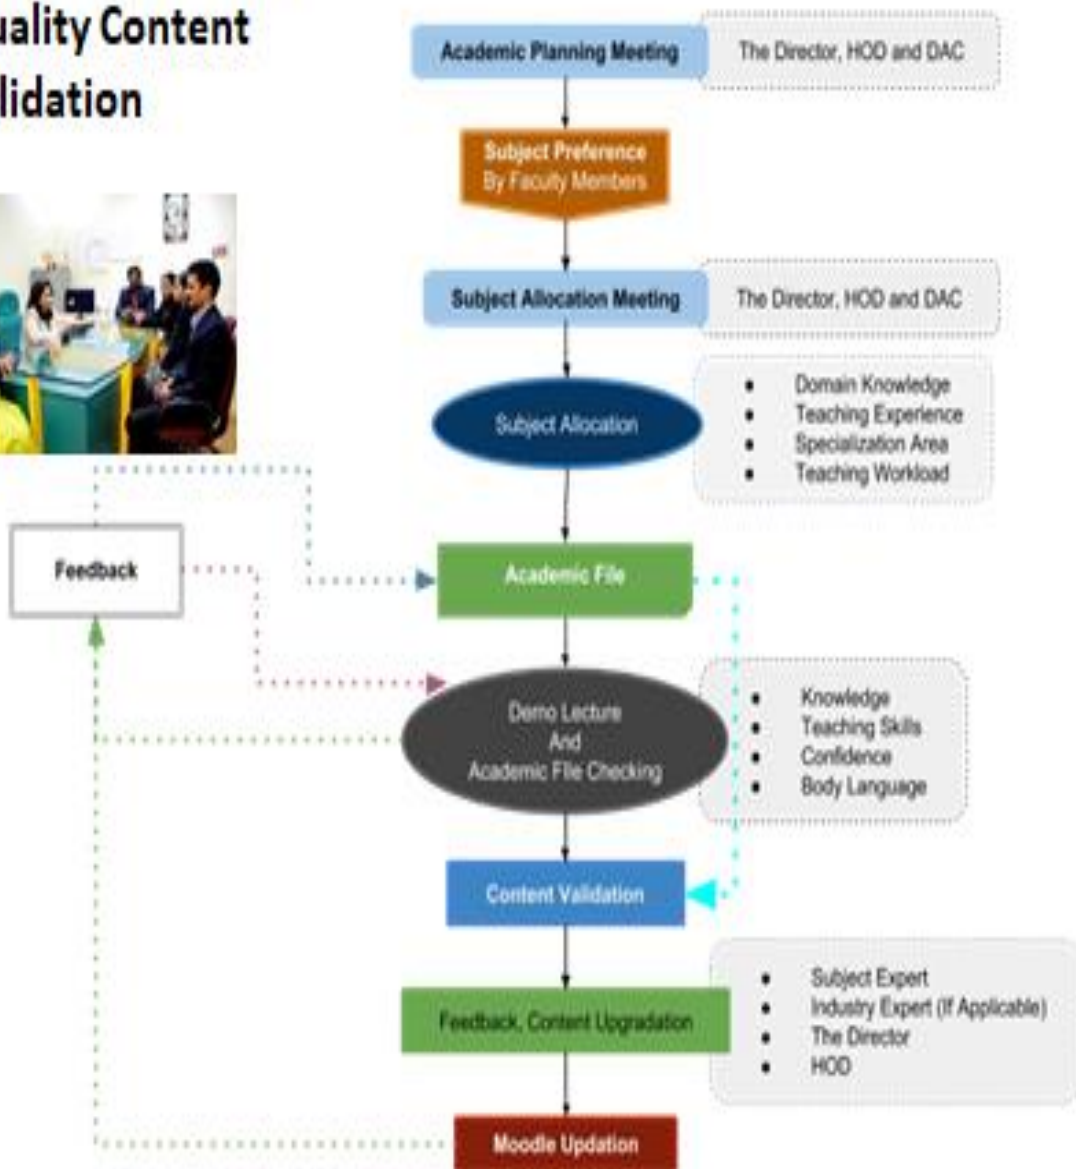 uality Content
lidation
Academic Planning Meeting
The Director, HOD and DAC
Subject Preference
By Faculty Members
Subject Allocation Meeting
The Director, HOD and DAC
Subject Allocation
• Domain Knowledge
• Teaching Experience
• Specialization Area
• Teaching Workload
Feedback
Academic File
Demo Lecture
And
Academic FIle Checking
• Knowledge
• Teaching Skills
• Confidence
• Body Language
Content Validation
Feedback, Content Upgradation
• Subject Expert
• Industry Expert (If Applicable)
• The Director
• HOD
Moodle Updation